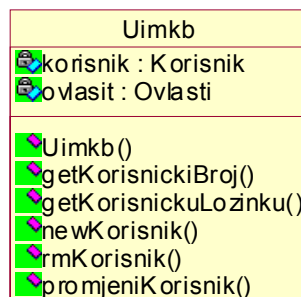 Uimkb
korisnik : Korisnik
ovlasit : Ovlasti
Uimkb()
getKorisnickiBroj()
getKorisnickuLozinku()
newKorisnik()
rmKorisnik()
promjeniKorisnik()